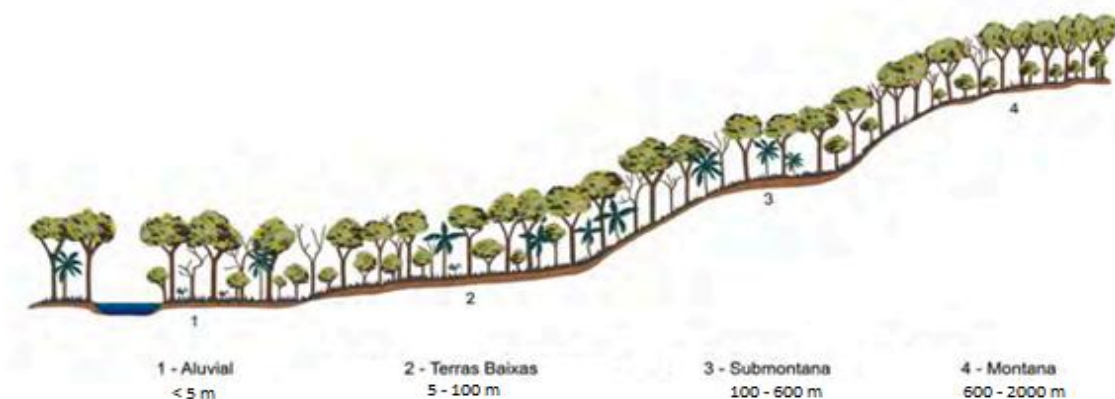 4
3
2
1
1 - Aluvial
< 5 m
2 - Terras Baixas
5 - 100 m
3 - Submontana
100 - 600 m
4 - Montana
600 - 2000 m